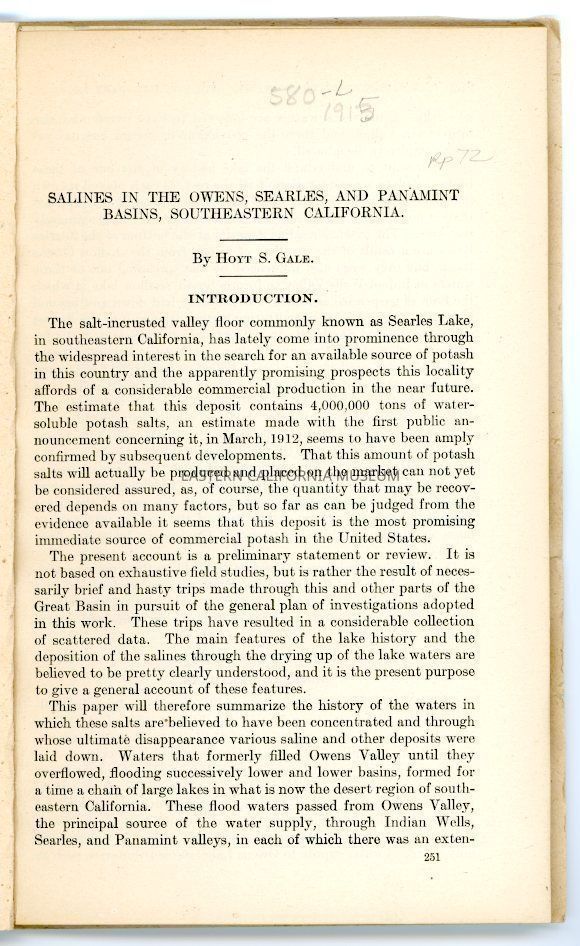 580-L
1915
Rp 72
SALINES IN THE OWENS, SEARLES, AND PANAMINT
BASINS, SOUTHEASTERN CALIFORNIA.
By HOYT S. GALE.
INTRODUCTION.
The salt-incrusted valley floor commonly known as Searles Lake,
in southeastern California, has lately come into prominence through
the widespread interest in the search for an available source of potash
in this country and the apparently promising prospects this locality
affords of a considerable commercial production in the near future.
The estimate that this deposit contains 4,000,000 tons of water-
soluble potash salts, an estimate made with the first public an-
nouncement concerning it, in March, 1912, seems to have been amply
confirmed by subsequent developments. That this amount of potash
salts will actually be produced and placed on the market can not yet
EASTERN CALIFORNIA MUSEUM
be considered assured, as, of course, the quantity that may be recov-
ered depends on many factors, but so far as can be judged from the
evidence available it seems that this deposit is the most promising
immediate source of commercial potash in the United States.
The present account is a preliminary statement or review. It is
not based on exhaustive field studies, but is rather the result of neces-
sarily brief and hasty trips made through this and other parts of the
Great Basin in pursuit of the general plan of investigations adopted
in this work. These trips have resulted in a considerable collection
of scattered data. The main features of the lake history and the
deposition of the salines through the drying up of the lake waters are
believed to be pretty clearly understood, and it is the present purpose
to give a general account of these features.
This paper will therefore summarize the history of the waters in
which these salts are believed to have been concentrated and through
whose ultimate disappearance various saline and other deposits were
laid down. Waters that formerly filled Owens Valley until they
overflowed, flooding successively lower and lower basins, formed for
a time a chain of large lakes in what is now the desert region of south-
eastern California. These flood waters passed from Owens Valley,
the principal source of the water supply, through Indian Wells,
Searles, and Panamint valleys, in each of which there was an exten-
251